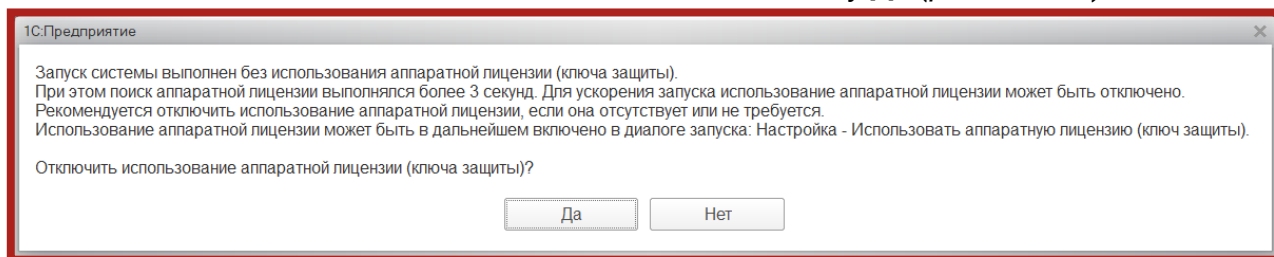 1С:Предприятие
Запуск системы выполнен без использования аппаратной лицензии (ключа защиты).
При этом поиск аппаратной лицензии выполнялся более 3 секунд. Для ускорения запуска использование аппаратной лицензии может быть отключено.
Рекомендуется отключить использование аппаратной лицензии, если она отсутствует или не требуется.
Использование аппаратной лицензии может быть в дальнейшем включено в диалоге запуска: Настройка - Использовать аппаратную лицензию (ключ защиты).
Отключить использование аппаратной лицензии (ключа защиты)?
Да Нет